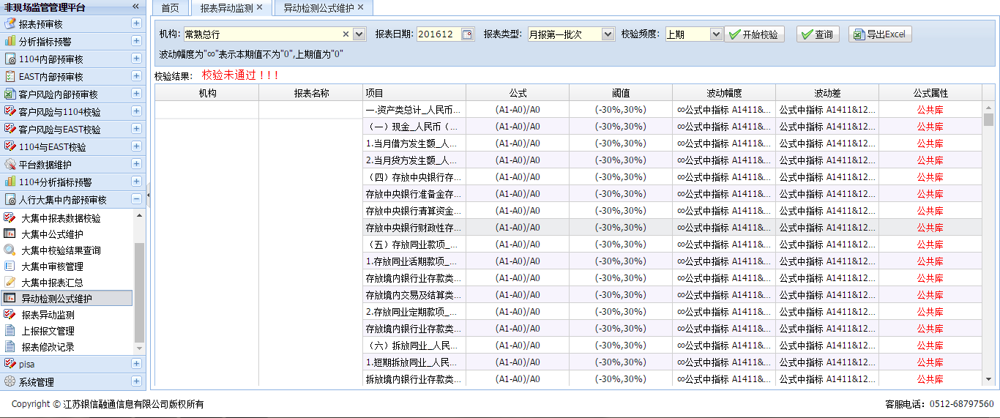 非现场监管管理平台
报表预审核
分析指标预警
1104内部预审核
EAST内部预审核
客户风险内部预审核
客户风险与1104校验
客户风险与EAST校验
1104与EAST校验
平台数据维护
1104分析指标预警
人行大集中内部预审核
大集中报表数据校验
大集中公式维护
大集中校验结果查询
大集中审核管理
大集中报表汇总
异动检测公式维护
报表异动监测
上报报文管理
报表修改记录
pisa
系统管理
首页 报表异动监测 异动检测公式维护
机构: 常熟总行 报表日期: 201612 报表类型: 月报第一批次 校验频度: 上期 开始校验 查询 导出Excel
波动幅度为"∞"表示本期值不为"0",上期值为"0"
校验结果: 校验未通过！！！
机构 报表名称 项目 公式 阈值 波动幅度 波动差 公式属性
一.资产类总计_人民币... (A1-A0)/A0 (-30%,30%) ∞公式中指标 A1411&... 公式中指标 A1411&12... 公共库
（一）现金_人民币（... (A1-A0)/A0 (-30%,30%) ∞公式中指标 A1411&... 公式中指标 A1411&12... 公共库
1.当月借方发生额_人... (A1-A0)/A0 (-30%,30%) ∞公式中指标 A1411&... 公式中指标 A1411&12... 公共库
2.当月贷方发生额_人... (A1-A0)/A0 (-30%,30%) ∞公式中指标 A1411&... 公式中指标 A1411&12... 公共库
（四）存放中央银行存... (A1-A0)/A0 (-30%,30%) ∞公式中指标 A1411&... 公式中指标 A1411&12... 公共库
存放中央银行准备金存... (A1-A0)/A0 (-30%,30%) ∞公式中指标 A1411&... 公式中指标 A1411&12... 公共库
存放中央银行清算资金... (A1-A0)/A0 (-30%,30%) ∞公式中指标 A1411&... 公式中指标 A1411&12... 公共库
存放中央银行财政性存... (A1-A0)/A0 (-30%,30%) ∞公式中指标 A1411&... 公式中指标 A1411&12... 公共库
（五）存放同业款项_... (A1-A0)/A0 (-30%,30%) ∞公式中指标 A1411&... 公式中指标 A1411&12... 公共库
1.存放同业活期款项_... (A1-A0)/A0 (-30%,30%) ∞公式中指标 A1411&... 公式中指标 A1411&12... 公共库
存放境内银行业存款类... (A1-A0)/A0 (-30%,30%) ∞公式中指标 A1411&... 公式中指标 A1411&12... 公共库
存放境内交易及结算类... (A1-A0)/A0 (-30%,30%) ∞公式中指标 A1411&... 公式中指标 A1411&12... 公共库
2.存放同业定期款项_... (A1-A0)/A0 (-30%,30%) ∞公式中指标 A1411&... 公式中指标 A1411&12... 公共库
存放境内银行业存款类... (A1-A0)/A0 (-30%,30%) ∞公式中指标 A1411&... 公式中指标 A1411&12... 公共库
（六）拆放同业_人民... (A1-A0)/A0 (-30%,30%) ∞公式中指标 A1411&... 公式中指标 A1411&12... 公共库
1.短期拆放同业_人民... (A1-A0)/A0 (-30%,30%) ∞公式中指标 A1411&... 公式中指标 A1411&12... 公共库
拆放境内银行业存款类... (A1-A0)/A0 (-30%,30%) ∞公式中指标 A1411&... 公式中指标 A1411&12... 公共库
Copyright © 江苏银信融通信息有限公司版权所有 客服电话：0512-68797560